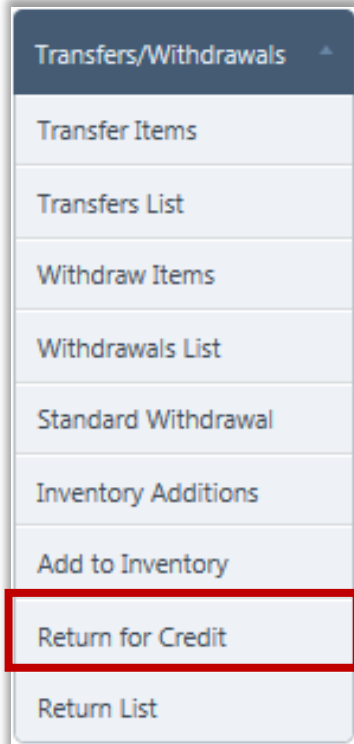 Transfers/Withdrawals
Transfer Items
Transfers List
Withdraw Items
Withdrawals List
Standard Withdrawal
Inventory Additions
Add to Inventory
Return for Credit
Return List